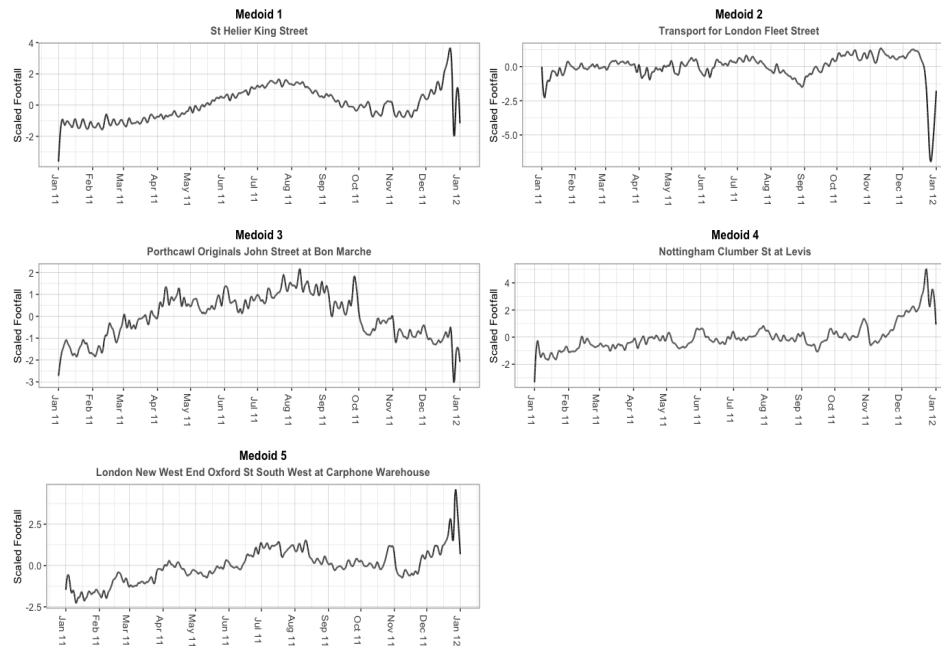 Medoid 1
St Helier King Street
Scaled Footfall
4
2
0
-2
Jan 11
Feb 11
Mar 11
Apr 11
May 11
Jun 11
Jul 11
Aug 11
Sep 11
Oct 11
Nov 11
Dec 11
Jan 12
Medoid 2
Transport for London Fleet Street
Scaled Footfall
0.0
-2.5
-5.0
Jan 11
Feb 11
Mar 11
Apr 11
May 11
Jun 11
Jul 11
Aug 11
Sep 11
Oct 11
Nov 11
Dec 11
Jan 12
Medoid 3
Porthcawl Originals John Street at Bon Marche
Scaled Footfall
2
1
0
-1
-2
-3
Jan 11
Feb 11
Mar 11
Apr 11
May 11
Jun 11
Jul 11
Aug 11
Sep 11
Oct 11
Nov 11
Dec 11
Jan 12
Medoid 4
Nottingham Clumber St at Levis
Scaled Footfall
4
2
0
-2
Jan 11
Feb 11
Mar 11
Apr 11
May 11
Jun 11
Jul 11
Aug 11
Sep 11
Oct 11
Nov 11
Dec 11
Jan 12
Medoid 5
London New West End Oxford St South West at Carphone Warehouse
Scaled Footfall
2.5
0.0
-2.5
Jan 11
Feb 11
Mar 11
Apr 11
May 11
Jun 11
Jul 11
Aug 11
Sep 11
Oct 11
Nov 11
Dec 11
Jan 12